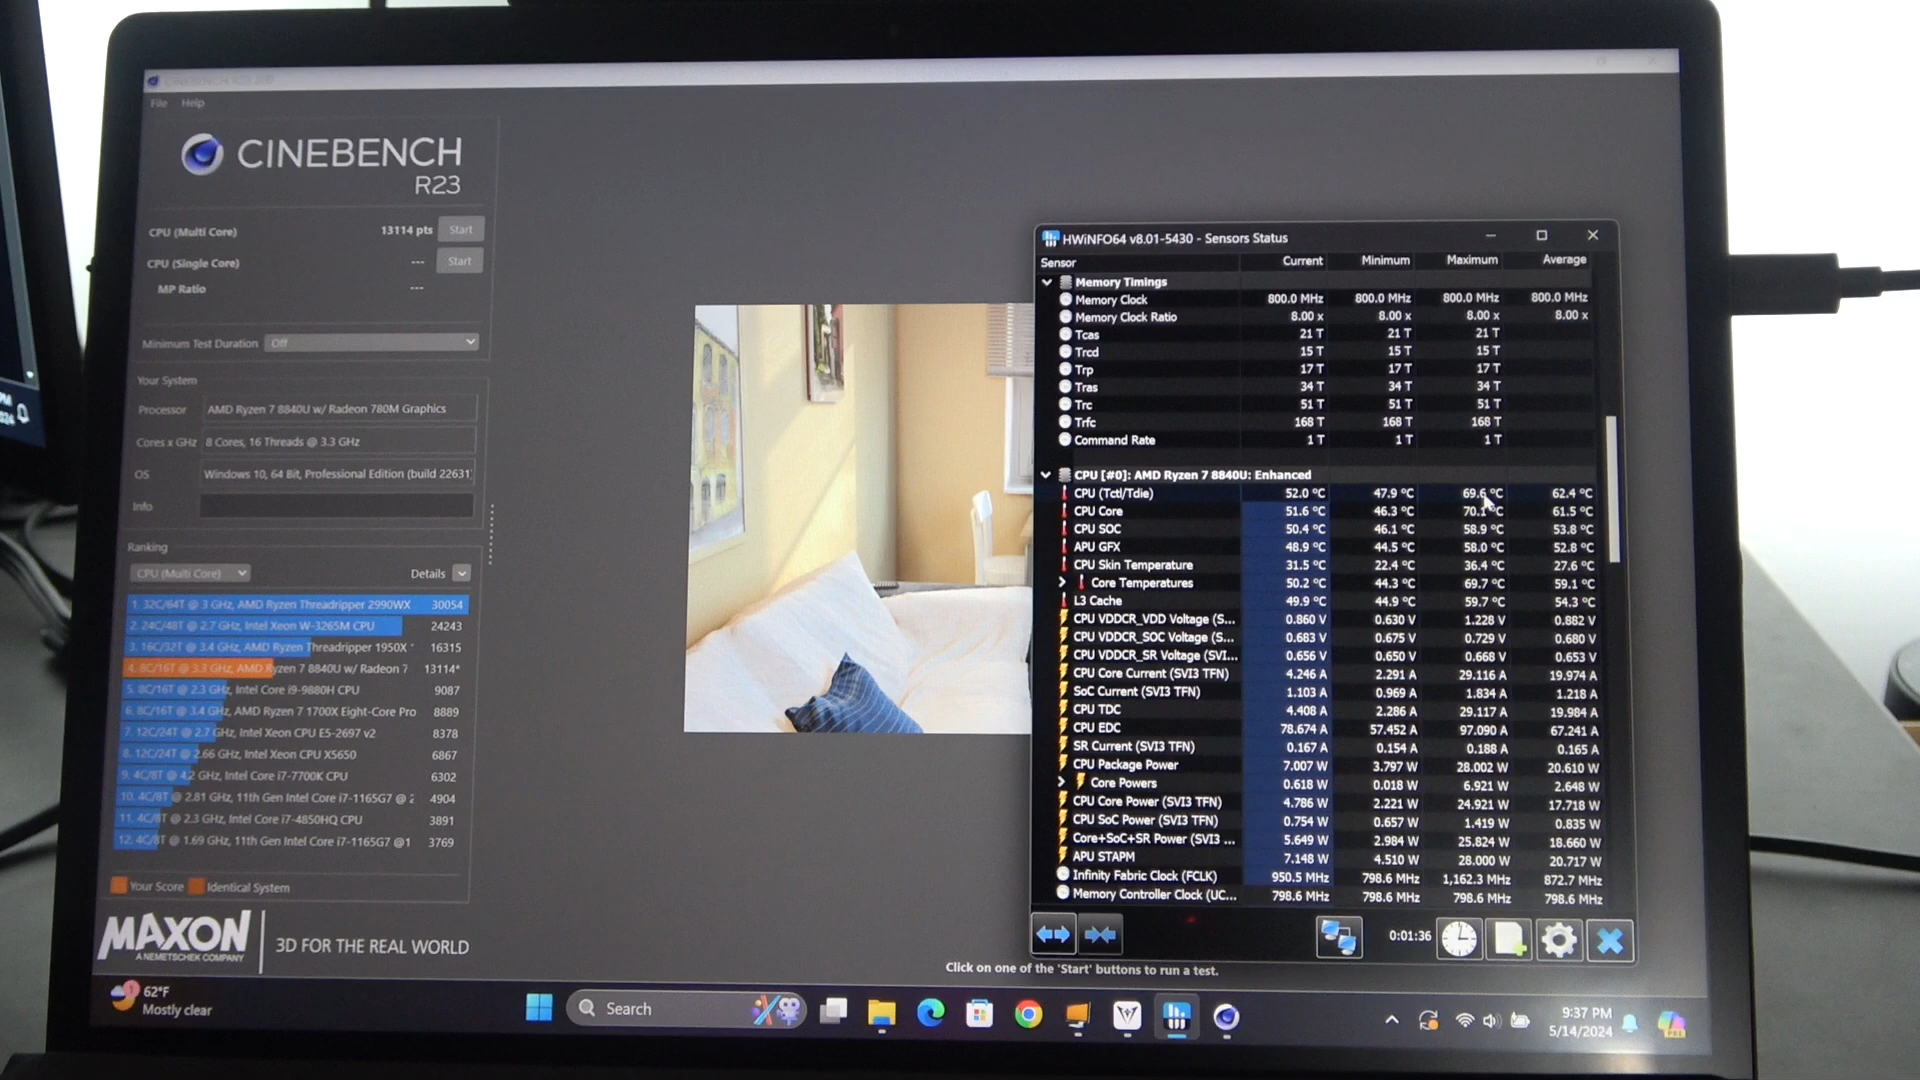 File Help
CINEBENCH
R23
CPU (Multi Core) 13114 pts Start
CPU (Single Core) --- Start
MP Ratio ---
Minimum Test Duration Off
Your System
Processor AMD Ryzen 7 8840U w/ Radeon 780M Graphics
Cores x GHz 8 Cores, 16 Threads @ 3.3 GHz
OS Windows 10, 64 Bit, Professional Edition (build 22631)
Info
Ranking
CPU (Multi Core) Details
1. 32C/64T @ 3 GHz, AMD Ryzen Threadripper 2990WX 30054
2. 24C/48T @ 2.7 GHz, Intel Xeon W-3265M CPU 24243
3. 16C/32T @ 3.4 GHz, AMD Ryzen Threadripper 1950X 16315
4. 8C/16T @ 3.3 GHz, AMD Ryzen 7 8840U w/ Radeon 7 13114*
5. 8C/16T @ 2.3 GHz, Intel Core i9-9880H CPU 9087
6. 8C/16T @ 3.4 GHz, AMD Ryzen 7 1700X Eight-Core Pro 8889
7. 12C/24T @ 2.7 GHz, Intel Xeon CPU E5-2697 v2 8378
8. 12C/24T @ 2.66 GHz, Intel Xeon CPU X5650 6867
9. 4C/8T @ 4.2 GHz, Intel Core i7-7700K CPU 6302
10. 4C/8T @ 2.81 GHz, 11th Gen Intel Core i7-1165G7 @ 2 4904
11. 4C/8T @ 2.3 GHz, Intel Core i7-4850HQ CPU 3891
12. 4C/8T @ 1.69 GHz, 11th Gen Intel Core i7-1165G7 @1 3769
Your Score Identical System
MAXON
A NEMETSCHEK COMPANY
3D FOR THE REAL WORLD
HWiNFO64 v8.01-5430 - Sensors Status
Sensor Current Minimum Maximum Average
Memory Timings
Memory Clock 800.0 MHz 800.0 MHz 800.0 MHz 800.0 MHz
Memory Clock Ratio 8.00 x 8.00 x 8.00 x 8.00 x
Tcas 21 T 21 T 21 T
Trcd 15 T 15 T 15 T
Trp 17 T 17 T 17 T
Tras 34 T 34 T 34 T
Trc 51 T 51 T 51 T
Trfc 168 T 168 T 168 T
Command Rate 1 T 1 T 1 T
CPU [#0]: AMD Ryzen 7 8840U: Enhanced
CPU (Tctl/Tdie) 52.0 °C 47.9 °C 69.6 °C 62.4 °C
CPU Core 51.6 °C 46.3 °C 70.1 °C 61.5 °C
CPU SOC 50.4 °C 46.1 °C 58.9 °C 53.8 °C
APU GFX 48.9 °C 44.5 °C 58.0 °C 52.8 °C
CPU Skin Temperature 31.5 °C 22.4 °C 36.4 °C 27.6 °C
Core Temperatures 50.2 °C 44.3 °C 69.7 °C 59.1 °C
L3 Cache 49.9 °C 44.9 °C 59.7 °C 54.3 °C
CPU VDDCR_VDD Voltage (S... 0.860 V 0.630 V 1.228 V 0.882 V
CPU VDDCR_SOC Voltage (S... 0.683 V 0.675 V 0.729 V 0.680 V
CPU VDDCR_SR Voltage (SVI... 0.656 V 0.650 V 0.668 V 0.653 V
CPU Core Current (SVI3 TFN) 4.246 A 2.291 A 29.116 A 19.974 A
SoC Current (SVI3 TFN) 1.103 A 0.969 A 1.834 A 1.218 A
CPU TDC 4.408 A 2.286 A 29.117 A 19.984 A
CPU EDC 78.674 A 57.452 A 97.090 A 67.241 A
SR Current (SVI3 TFN) 0.167 A 0.154 A 0.188 A 0.165 A
CPU Package Power 7.007 W 3.797 W 28.002 W 20.610 W
Core Powers 0.618 W 0.018 W 6.921 W 2.648 W
CPU Core Power (SVI3 TFN) 4.786 W 2.221 W 24.921 W 17.718 W
CPU SoC Power (SVI3 TFN) 0.754 W 0.657 W 1.419 W 0.835 W
Core+SoC+SR Power (SVI3 ... 5.649 W 2.984 W 25.824 W 18.660 W
APU STAPM 7.148 W 4.510 W 28.000 W 20.717 W
Infinity Fabric Clock (FCLK) 950.5 MHz 798.6 MHz 1,162.3 MHz 872.7 MHz
Memory Controller Clock (UC... 798.6 MHz 798.6 MHz 798.6 MHz 798.6 MHz
0:01:36
Click on one of the 'Start' buttons to run a test.
62°F
Mostly clear
Search
9:37 PM
5/14/2024